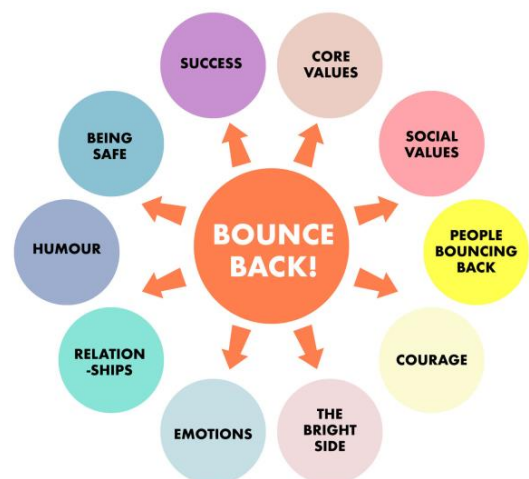 BOUNCE
BACK!
SUCCESS
CORE
VALUES
SOCIAL
VALUES
PEOPLE
BOUNCING
BACK
COURAGE
THE
BRIGHT
SIDE
EMOTIONS
RELATION
-SHIPS
HUMOUR
BEING
SAFE